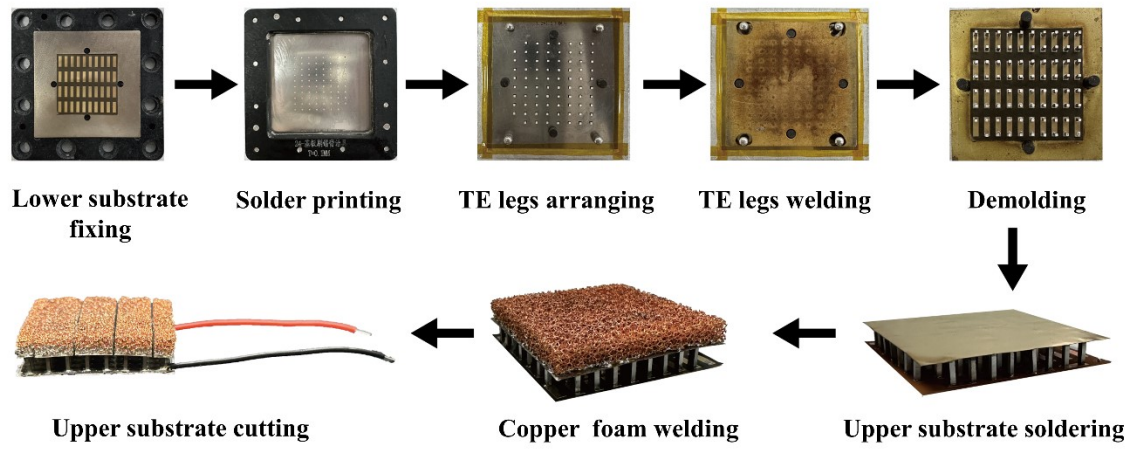 Lower substrate
fixing
Solder printing
TE legs arranging
TE legs welding
Demolding
Upper substrate cutting
Copper foam welding
Upper substrate soldering